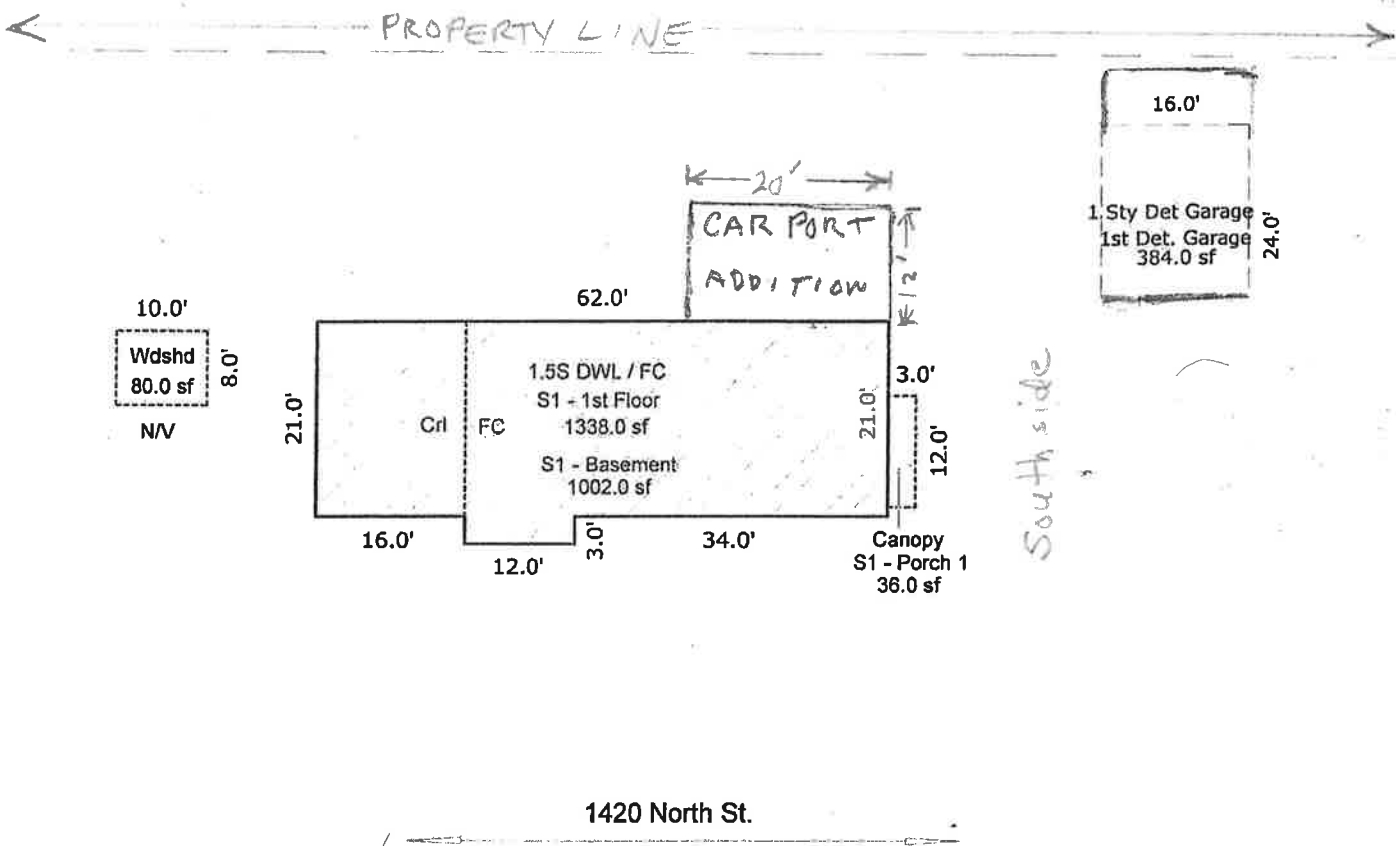 PROPERTY LINE
16.0'
20'
CAR PORT
ADDITION
12'
1 Sty Det Garage
1st Det. Garage
384.0 sf
24.0'
62.0'
10.0'
Wdshd
80.0 sf
8.0'
N/V
21.0'
Crl
FC
1.5S DWL / FC
S1 - 1st Floor
1338.0 sf
S1 - Basement
1002.0 sf
21.0'
3.0'
12.0'
South side
16.0'
12.0'
3.0'
34.0'
Canopy
S1 - Porch 1
36.0 sf
1420 North St.